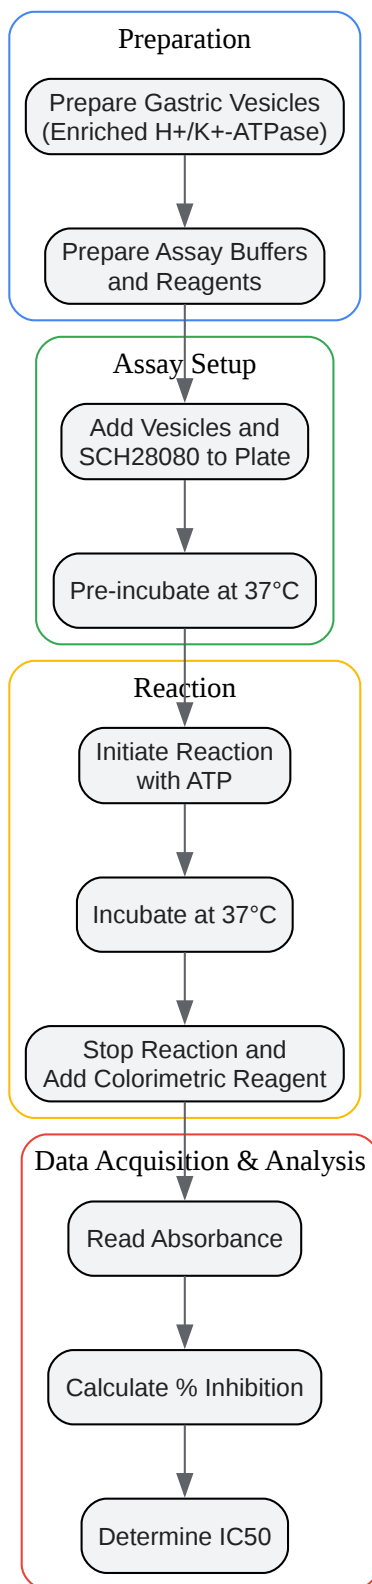 Preparation
Prepare Gastric Vesicles
(Enriched H+/K+-ATPase)
Prepare Assay Buffers
and Reagents
Assay Setup
Add Vesicles and
SCH28080 to Plate
Pre-incubate at 37°C
Reaction
Initiate Reaction
with ATP
Incubate at 37°C
Stop Reaction and
Add Colorimetric Reagent
Data Acquisition & Analysis
Read Absorbance
Calculate % Inhibition
Determine IC50